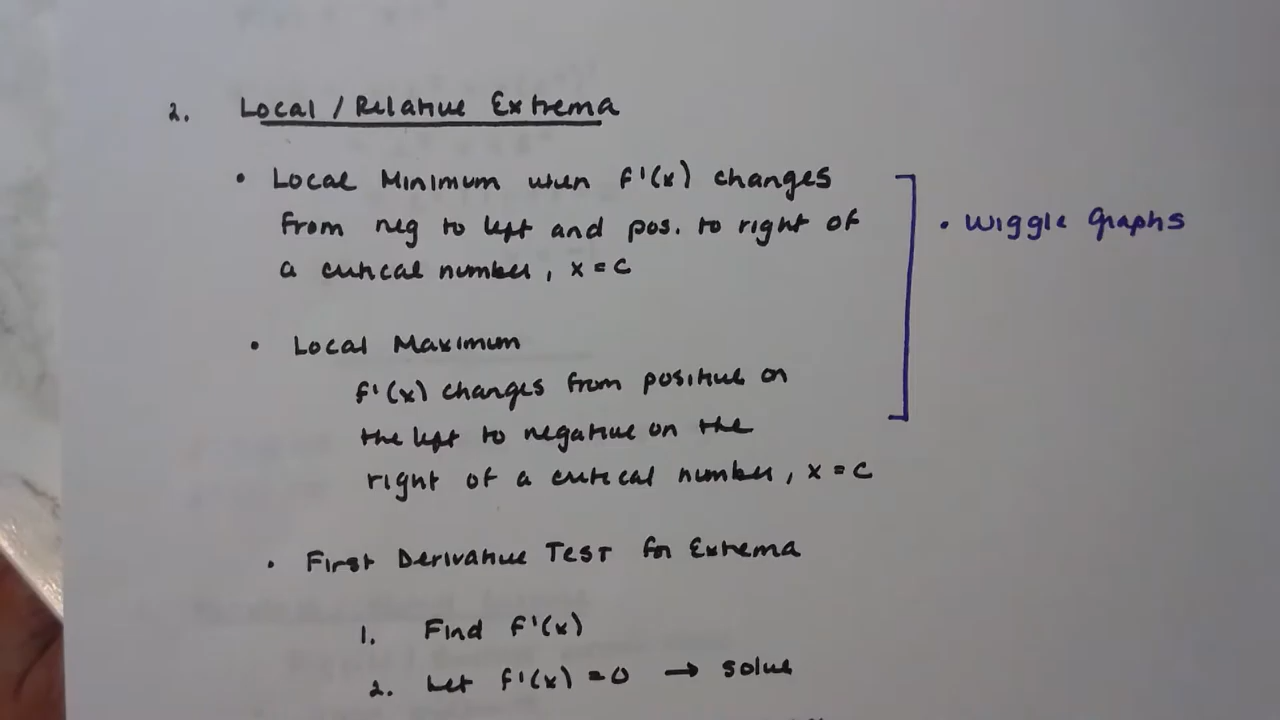 2. Local / Relative Extrema
• Local Minimum when f'(x) changes
from neg to left and pos. to right of
a critical number, x = c
• Wiggle Graphs
• Local Maximum
f'(x) changes from positive on
the left to negative on the
right of a critical number, x = c
• First Derivative Test for Extrema
1. Find f'(x)
2. Let f'(x) = 0 → solve